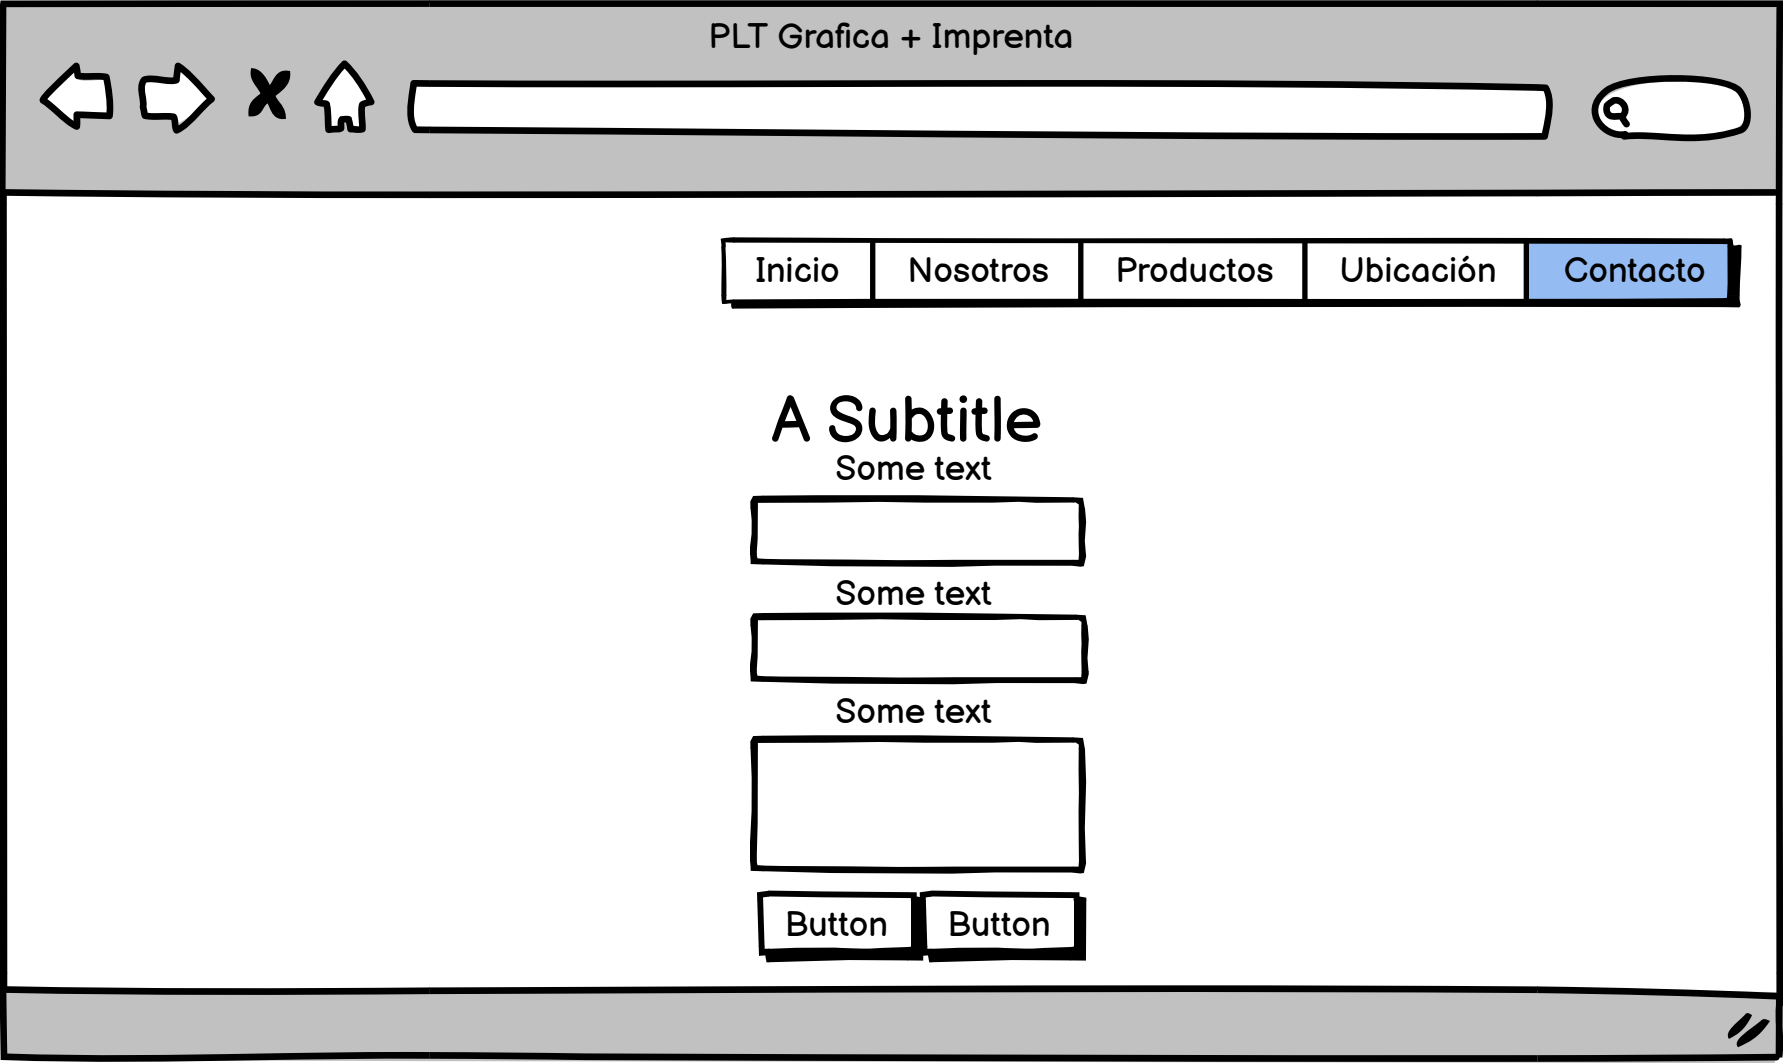 PLT Grafica + Imprenta
Inicio Nosotros Productos Ubicación Contacto
A Subtitle
Some text
Some text
Some text
Button Button